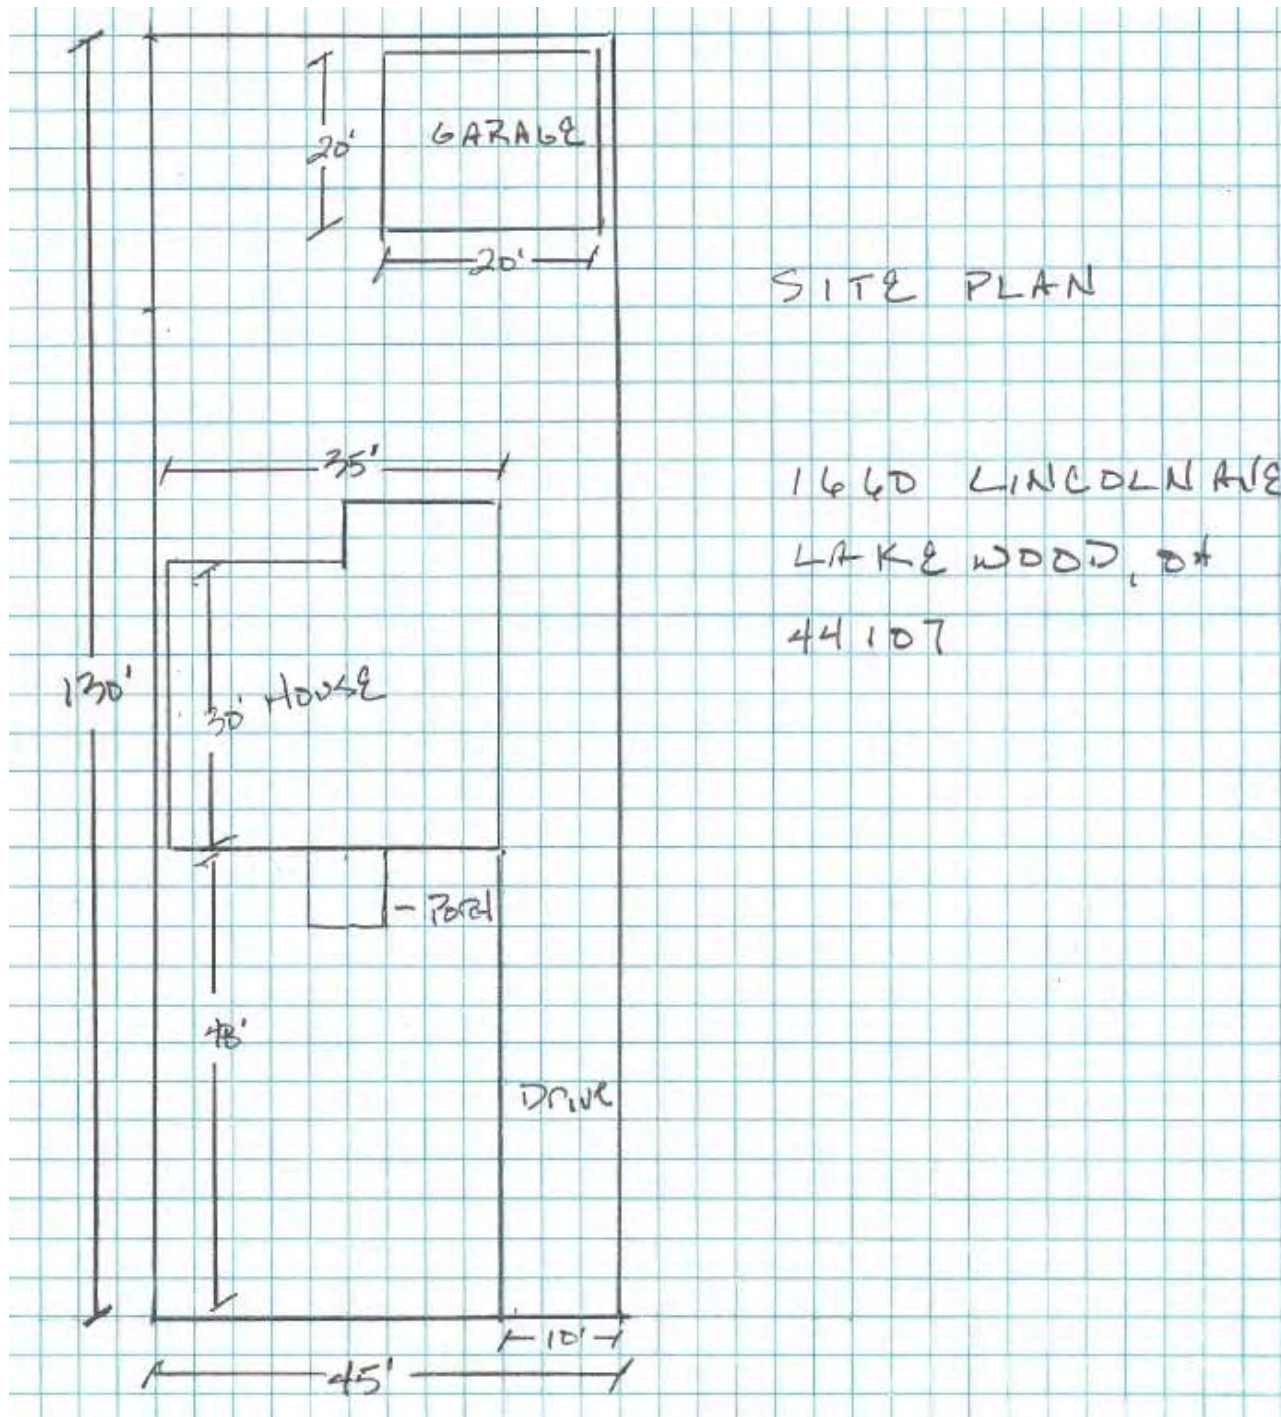 GARAGE
20'
20'
SITE PLAN
35'
1660 LINCOLN AVE
LAKEWOOD, OH
44107
130'
30' HOUSE
- Porch
48'
Drive
10'
45'